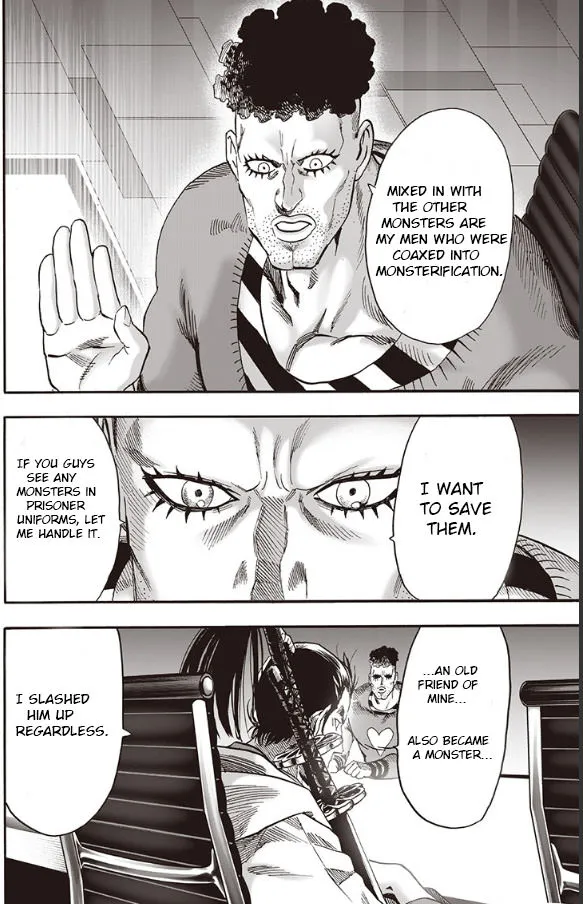 MIXED IN WITH
THE OTHER
MONSTERS ARE
MY MEN WHO WERE
COAXED INTO
MONSTERIFICATION.
I WANT
TO SAVE
THEM.
IF YOU GUYS
SEE ANY
MONSTERS IN
PRISONER
UNIFORMS, LET
ME HANDLE IT.
...AN OLD
FRIEND OF
MINE...
ALSO BECAME
A MONSTER...
I SLASHED
HIM UP
REGARDLESS.